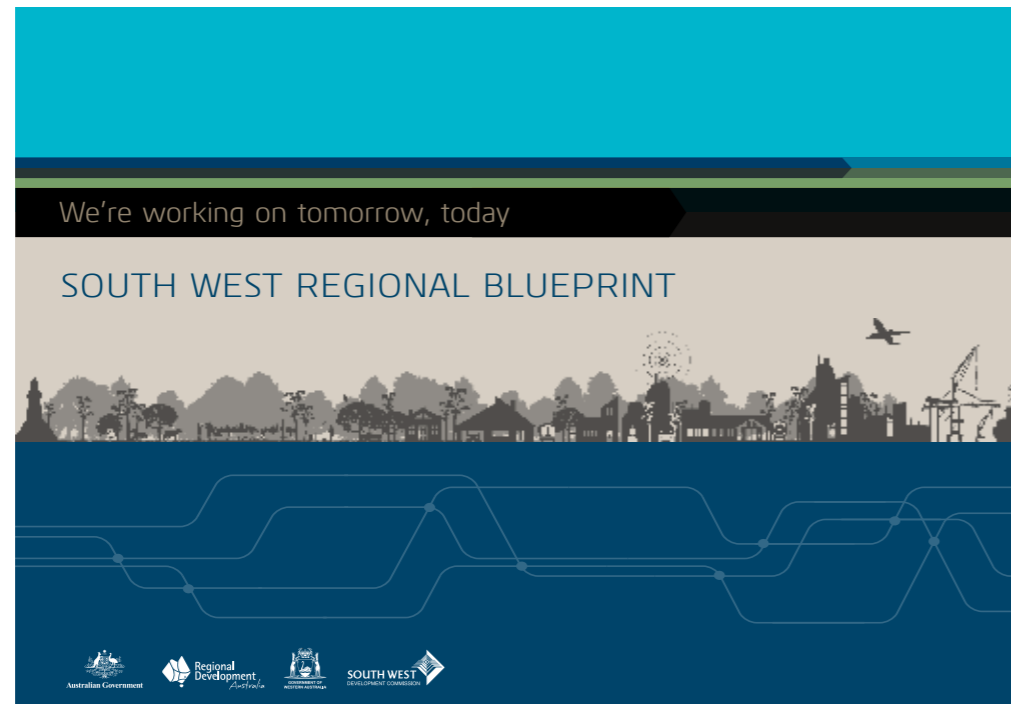 We're working on tomorrow, today
SOUTH WEST REGIONAL BLUEPRINT
Australian Government
Regional
Development
Australia
GOVERNMENT OF
WESTERN AUSTRALIA
SOUTH WEST
DEVELOPMENT COMMISSION